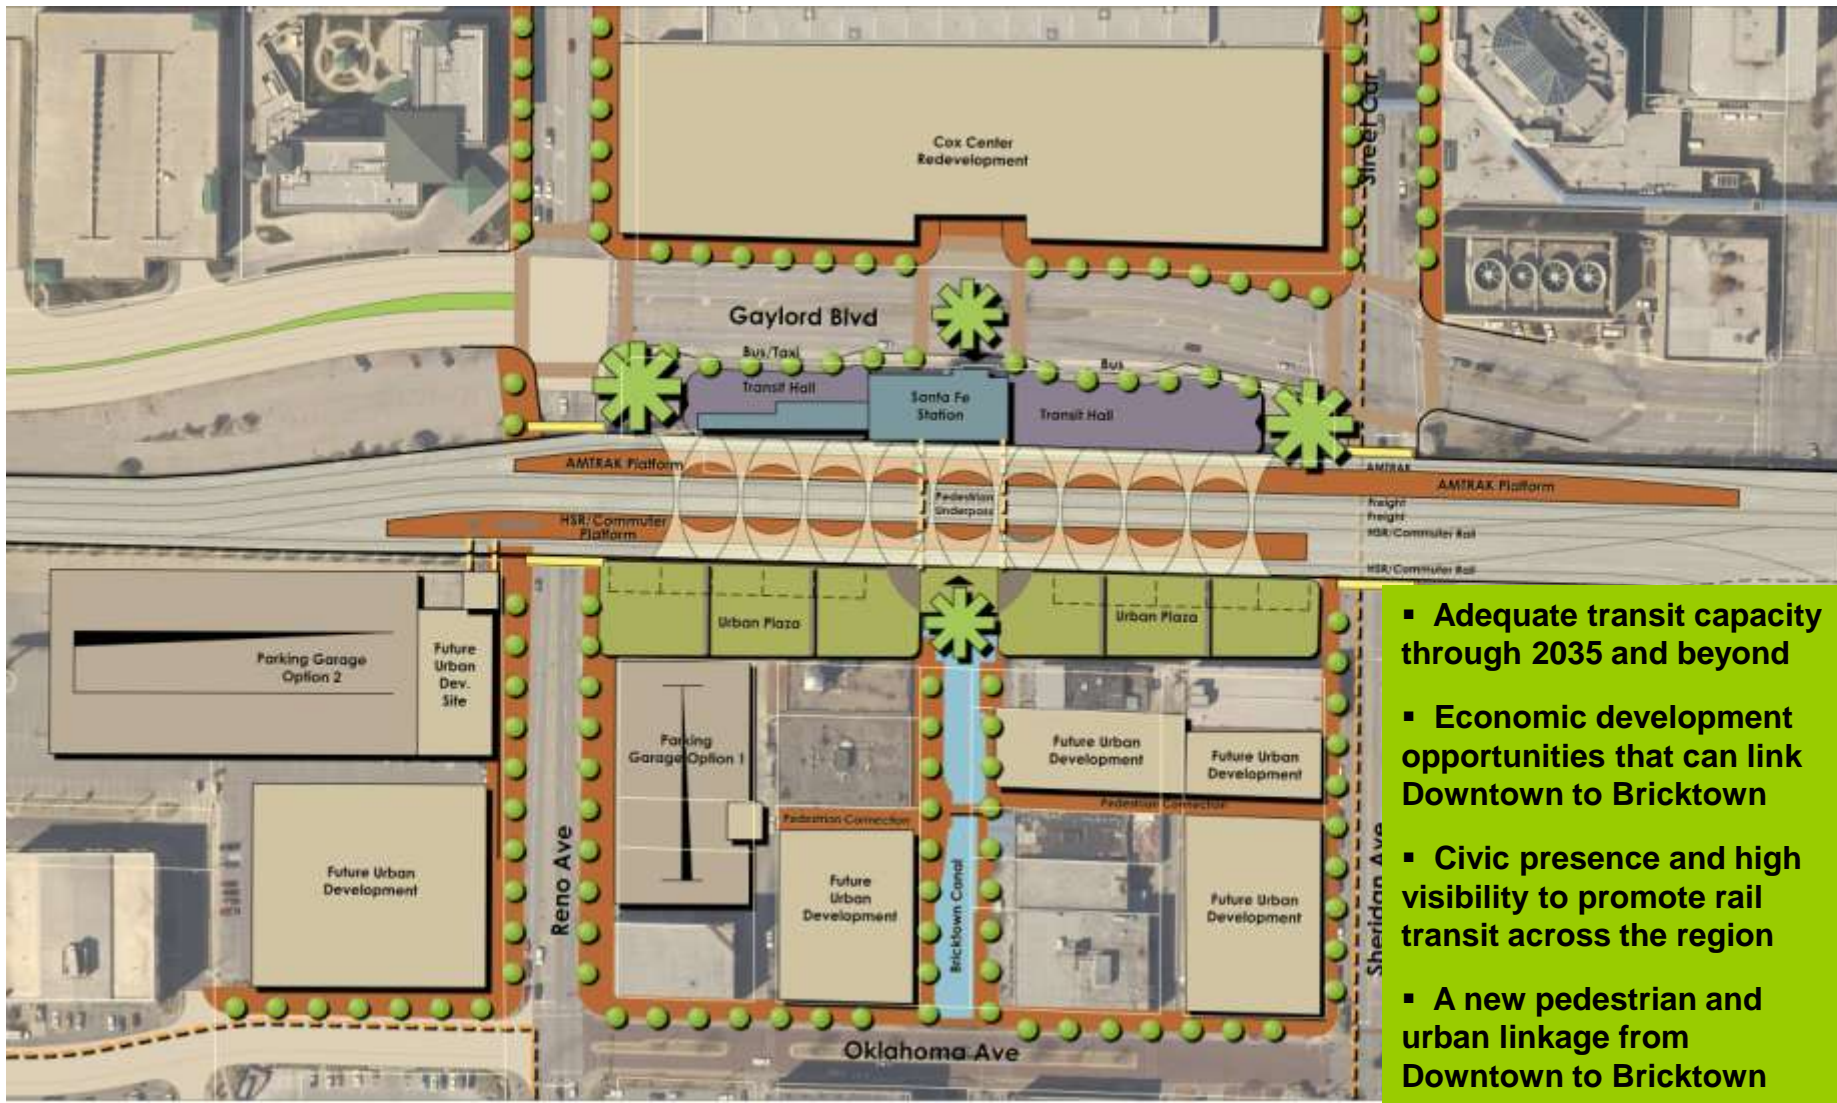 Street Car
Cox Center
Redevelopment
Gaylord Blvd
Bus/Taxi
Bus
Transit Hall
Santa Fe
Station
Transit Hall
AMTRAK Platform
AMTRAK
AMTRAK Platform
Pedestrian
Underpass
Freight
Freight
HSR/Commuter
Platform
HSR/Commuter Rail
HSR/Commuter Rail
Urban Plaza
Urban Plaza
Parking Garage
Option 2
Future
Urban
Dev.
Site
Parking
Garage Option 1
Future Urban
Development
Future Urban
Development
Pedestrian Connection
Pedestrian Connection
Future Urban
Development
Reno Ave
Future
Urban
Development
Bricktown Canal
Future Urban
Development
Sheridan Ave
Oklahoma Ave
▪ Adequate transit capacity
through 2035 and beyond
▪ Economic development
opportunities that can link
Downtown to Bricktown
▪ Civic presence and high
visibility to promote rail
transit across the region
▪ A new pedestrian and
urban linkage from
Downtown to Bricktown